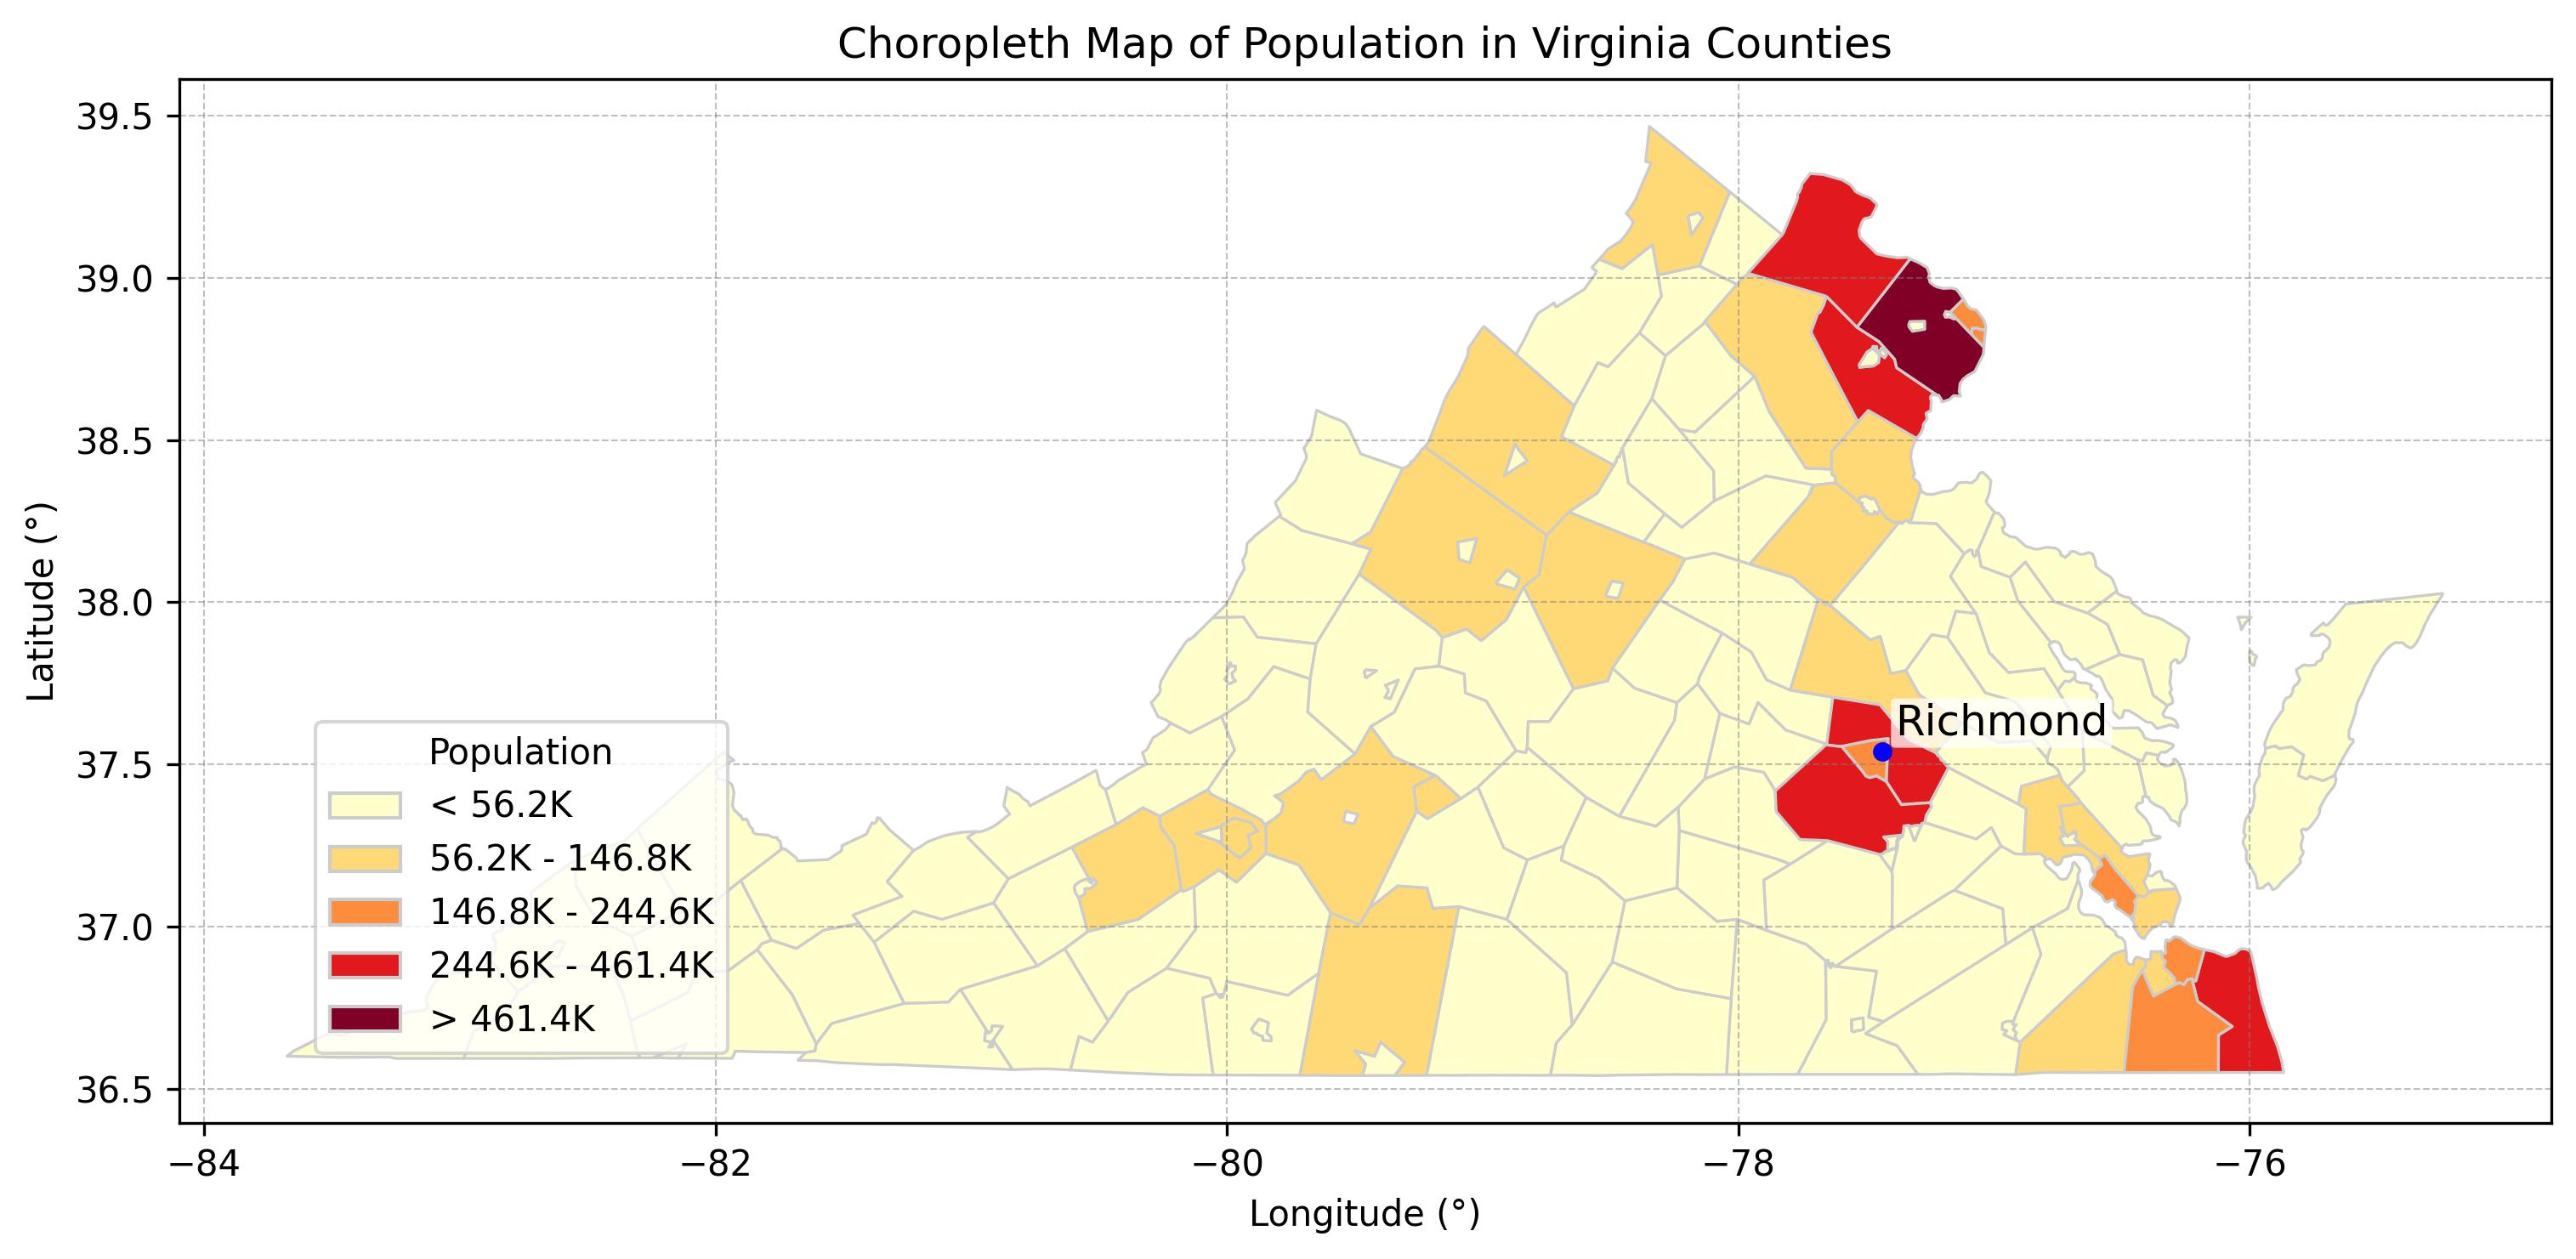 Choropleth Map of Population in Virginia Counties
39.5
39.0
38.5
38.0
37.5
37.0
36.5
Latitude (°)
Richmond
Population
< 56.2K
56.2K - 146.8K
146.8K - 244.6K
244.6K - 461.4K
> 461.4K
−84 −82 −80 −78 −76
Longitude (°)